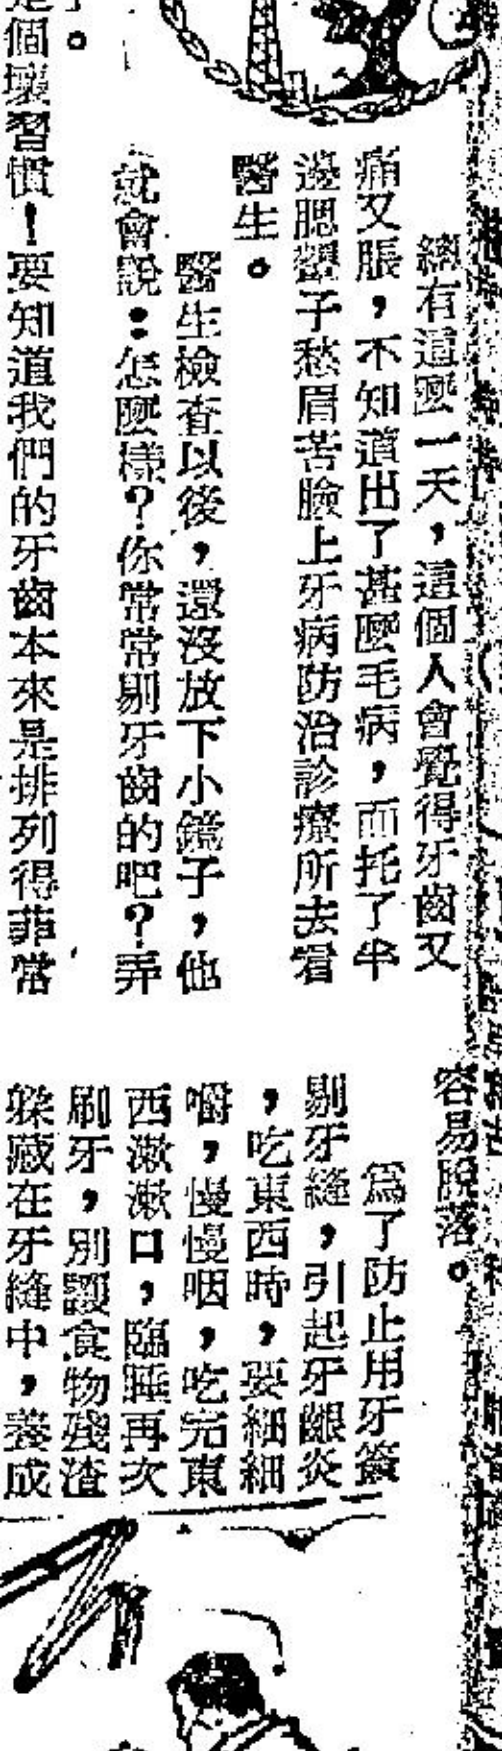 總有這麼一天，這個人會覺得牙齒又
痛又脹，不知道出了甚麼毛病，而托了半
邊腮，繃子愁眉苦臉上牙病防治診療所去看
醫生。
醫生檢查以後，還沒放下小鏡子，他
就會說：怎麼樣？你常常剔牙齒的吧？弄
了。
是個壞習慣！要知道我們的牙齒本來是排列得非常
容易脫落。
爲了防止用牙籤
剔牙縫，引起牙齦炎
，吃東西時，要細細
嚼，慢慢咽，吃完東
西漱漱口，臨睡再次
刷牙，別讓食物殘渣
躲藏在牙縫中，養成